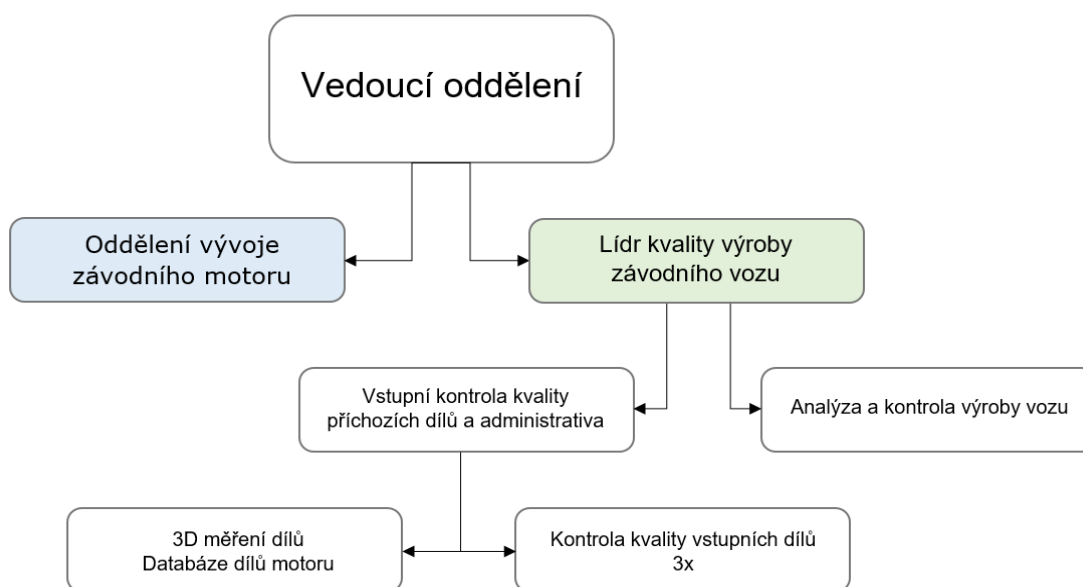 Vedoucí oddělení
Oddělení vývoje
závodního motoru
Lídr kvality výroby
závodního vozu
Vstupní kontrola kvality
příchozích dílů a administrativa
Analýza a kontrola výroby vozu
3D měření dílů
Databáze dílů motoru
Kontrola kvality vstupních dílů
3x